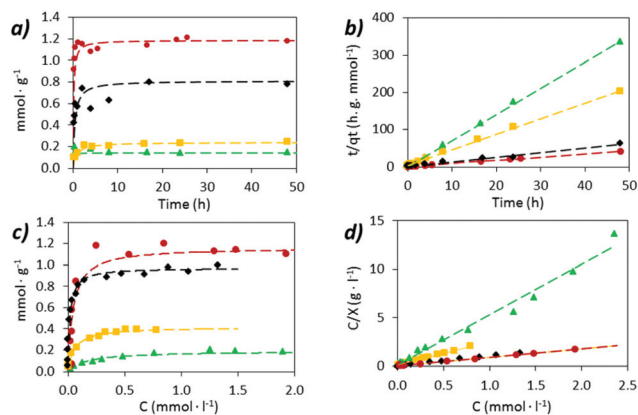 a)
mmol · g⁻¹
1.4
1.2
1.0
0.8
0.6
0.4
0.2
0.0
0 10 20 30 40 50
Time (h)
b)
t/qt (h. g. mmol⁻¹)
400
300
200
100
0
0 10 20 30 40 50
Time (h)
c)
mmol · g⁻¹
1.4
1.2
1.0
0.8
0.6
0.4
0.2
0.0
0.0 0.5 1.0 1.5 2.0
C (mmol · l⁻¹)
d)
C/X (g · l⁻¹)
15
10
5
0
0.0 0.5 1.0 1.5 2.0 2.5
C (mmol · l⁻¹)